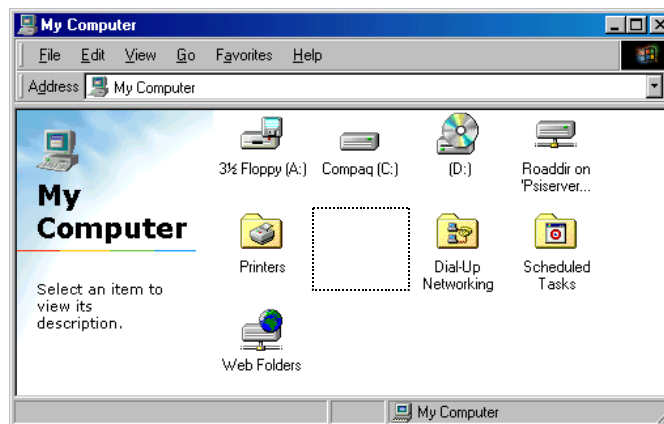 My Computer
File Edit View Go Favorites Help
Address My Computer
3½ Floppy (A:) Compaq (C:) (D:) Roaddir on
'Psiserver...
My
Computer
Printers Dial-Up
Networking Scheduled
Tasks
Select an item to
view its
description.
Web Folders
My Computer